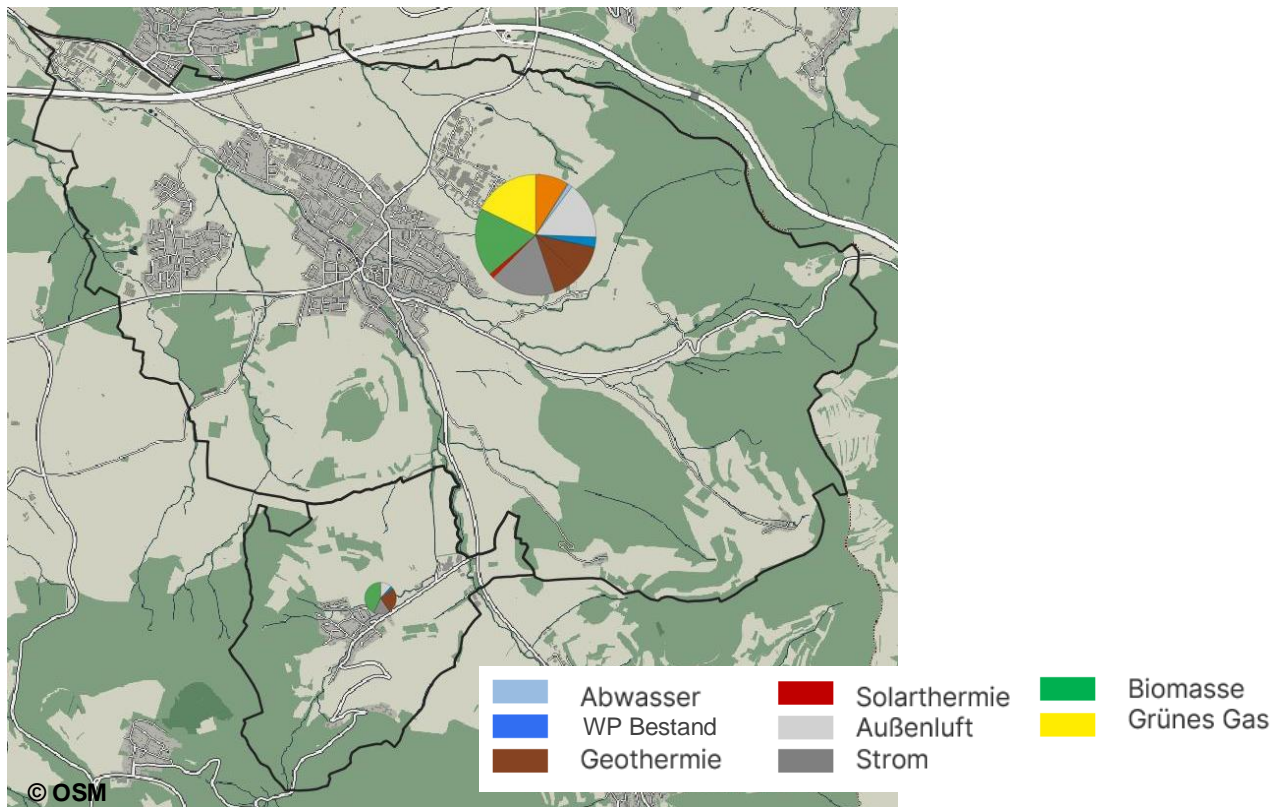 Abwasser
WP Bestand
Geothermie
Solarthermie
Außenluft
Strom
Biomasse
Grünes Gas
© OSM